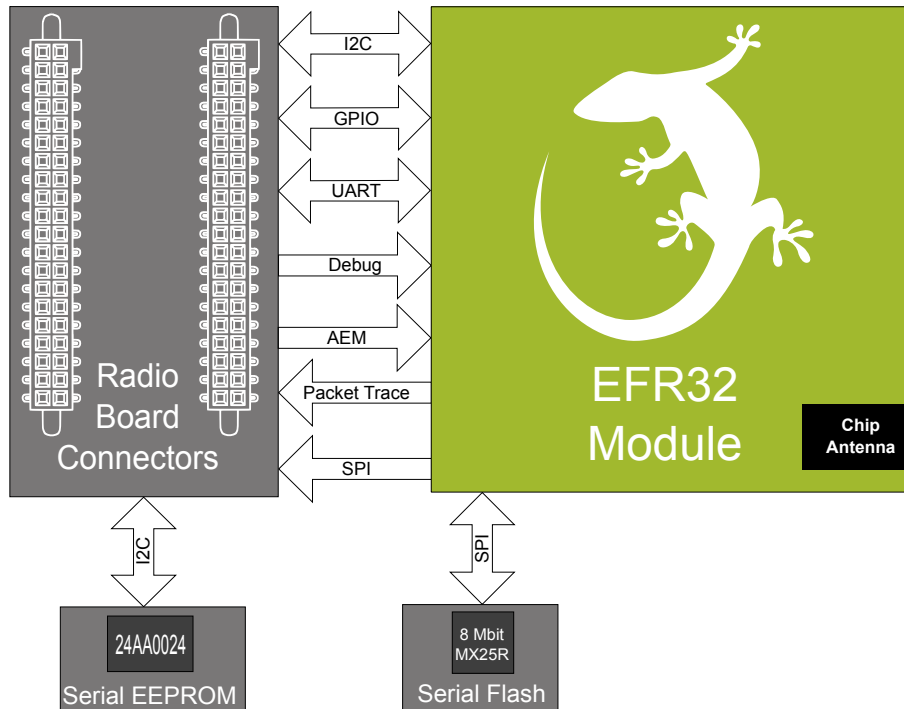 I2C
GPIO
UART
Debug
AEM
Packet Trace
SPI
Radio
Board
Connectors
EFR32
Module
Chip
Antenna
I2C
SPI
24AA0024
Serial EEPROM
8 Mbit
MX25R
Serial Flash